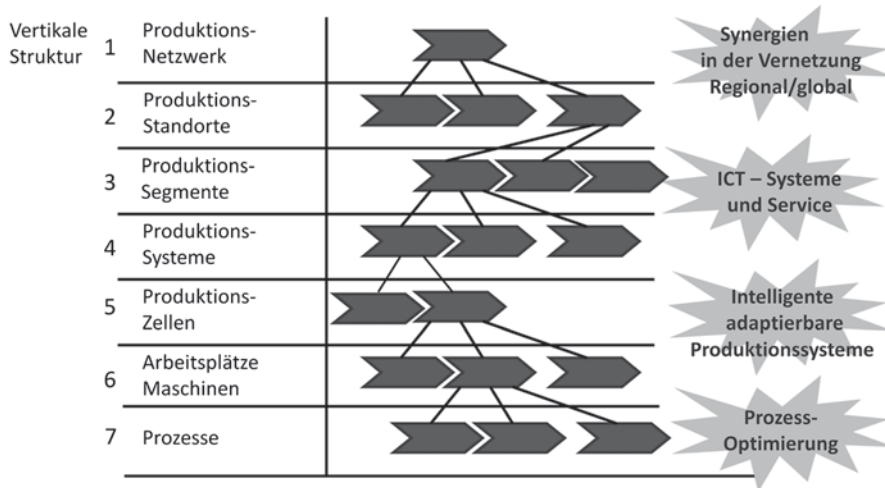 Vertikale
Struktur
1
Produktions-
Netzwerk
2
Produktions-
Standorte
3
Produktions-
Segmente
4
Produktions-
Systeme
5
Produktions-
Zellen
6
Arbeitsplätze
Maschinen
7
Prozesse
Synergien
in der Vernetzung
Regional/global
ICT – Systeme
und Service
Intelligente
adaptierbare
Produktionssysteme
Prozess-
Optimierung